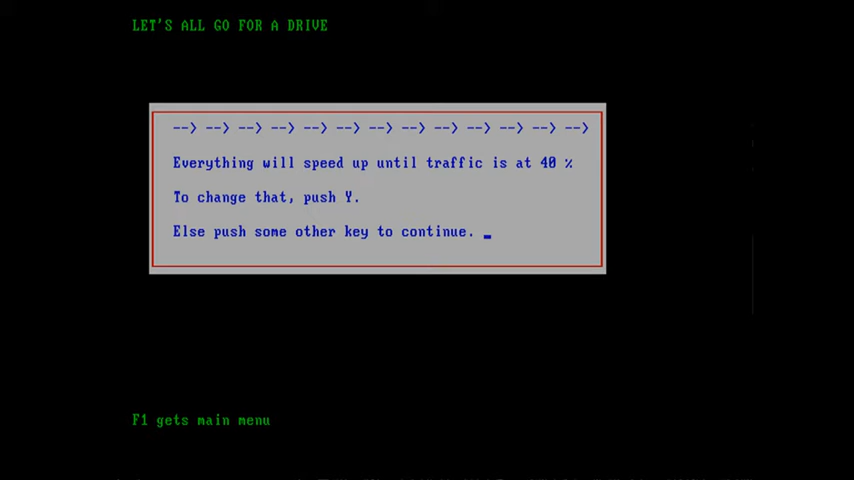 LET'S ALL GO FOR A DRIVE
--> --> --> --> --> --> --> --> --> --> --> --> -->
Everything will speed up until traffic is at 40 %
To change that, push Y.
Else push some other key to continue. _
F1 gets main menu